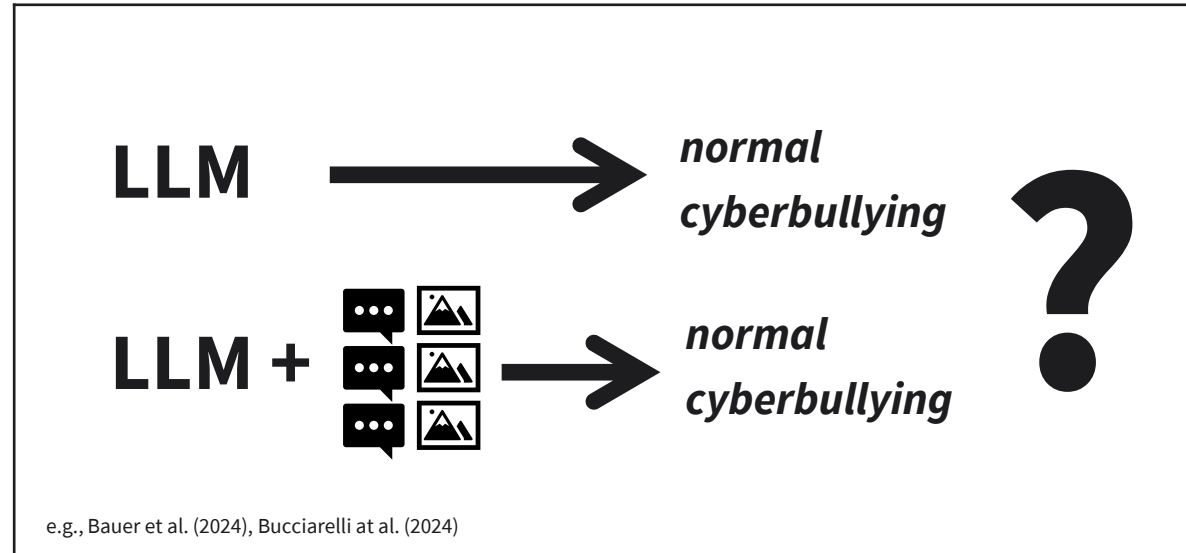 LLM
normal
cyberbullying
?
LLM +
normal
cyberbullying
e.g., Bauer et al. (2024), Bucciarelli at al. (2024)